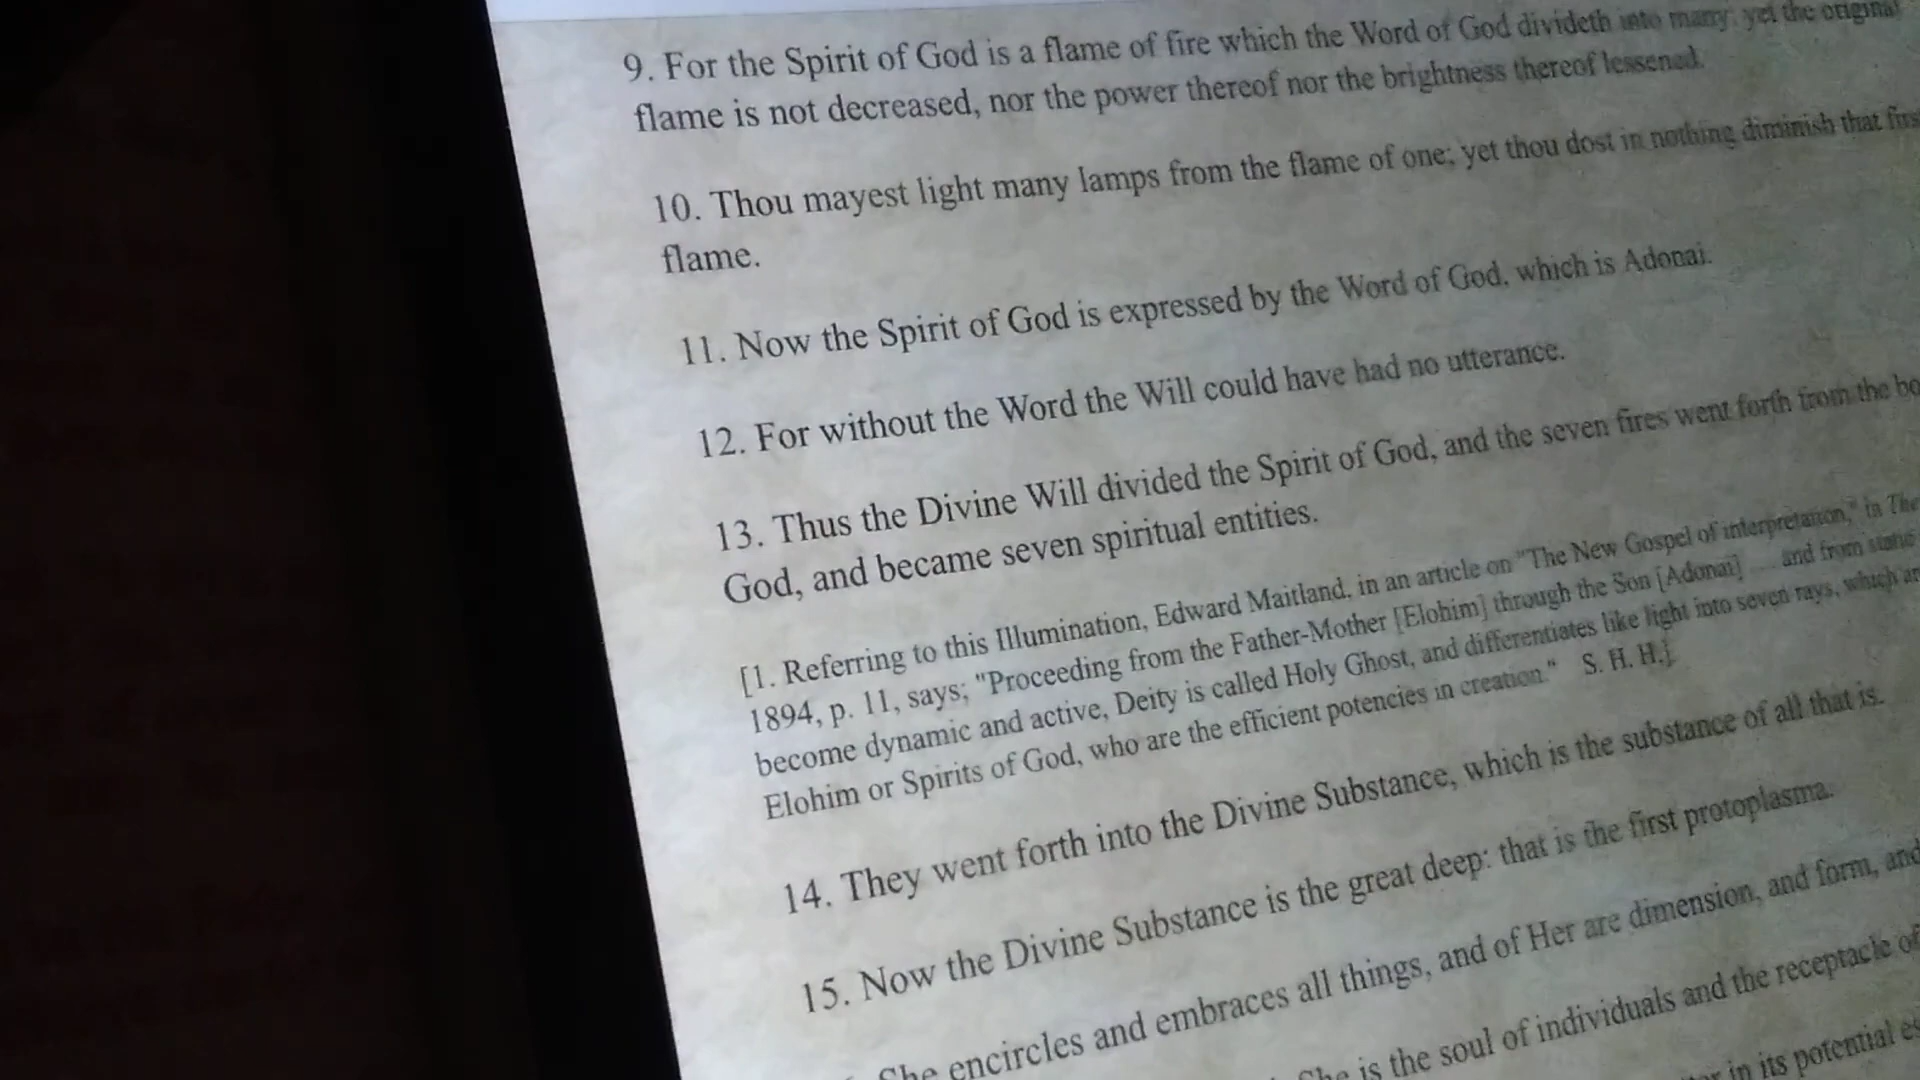 9. For the Spirit of God is a flame of fire which the Word of God divideth into many: yet the original
flame is not decreased, nor the power thereof nor the brightness thereof lessened.
10. Thou mayest light many lamps from the flame of one; yet thou dost in nothing diminish that
flame.
11. Now the Spirit of God is expressed by the Word of God, which is Adonai.
12. For without the Word the Will could have had no utterance.
13. Thus the Divine Will divided the Spirit of God, and the seven fires went forth from the
God, and became seven spiritual entities.
[1. Referring to this Illumination, Edward Maitland, in an article on "The New Gospel of interpretation," in The
1894, p. 11, says; "Proceeding from the Father-Mother [Elohim] through the Son [Adonai] ... and from static
become dynamic and active, Deity is called Holy Ghost, and differentiates like light into seven rays, which
Elohim or Spirits of God, who are the efficient potencies in creation." S. H. H.]
14. They went forth into the Divine Substance, which is the substance of all that is.
15. Now the Divine Substance is the great deep: that is the first protoplasma.
She encircles and embraces all things, and of Her are dimension, and form, and
She is the soul of individuals and the receptacle of
in its potential